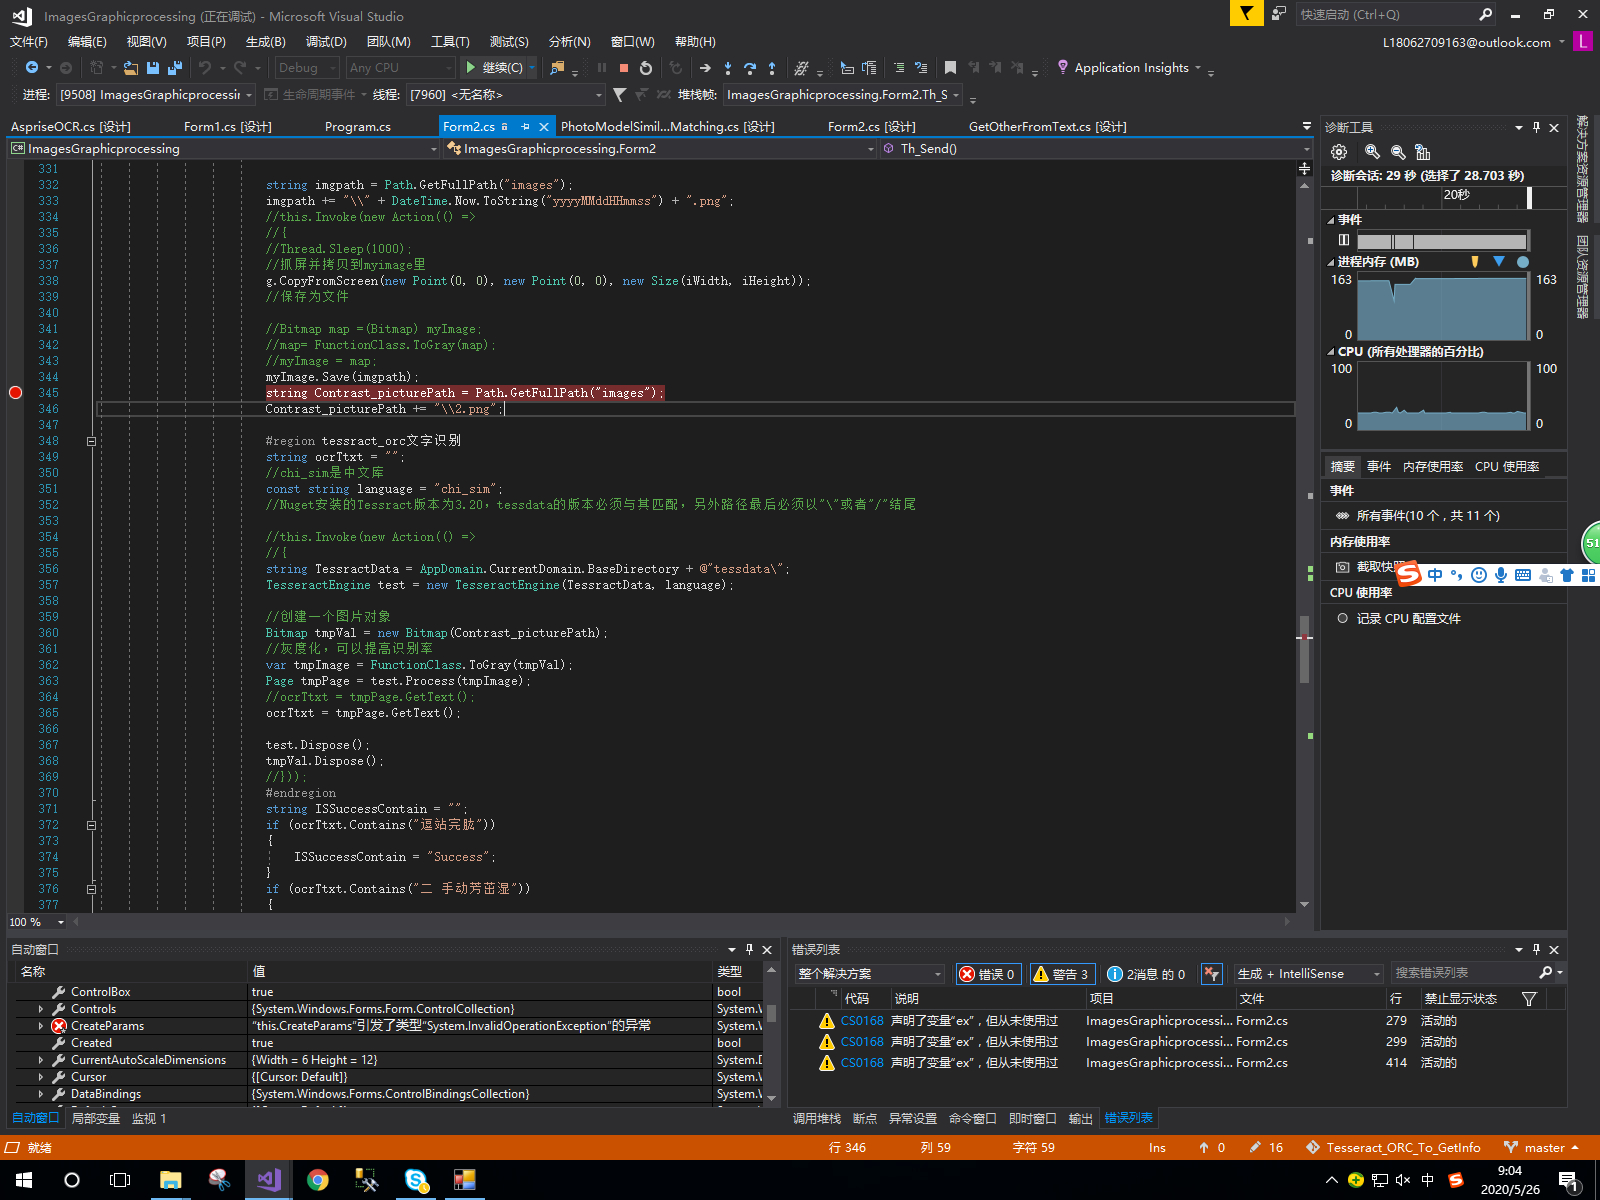 ImagesGraphicprocessing (正在调试) - Microsoft Visual Studio
快速启动 (Ctrl+Q)
文件(F) 编辑(E) 视图(V) 项目(P) 生成(B) 调试(D) 团队(M) 工具(T) 测试(S) 分析(N) 窗口(W) 帮助(H)
L18062709163@outlook.com L
Debug Any CPU 继续(C) Application Insights
进程: [9508] ImagesGraphicprocessin 生命周期事件 线程: [7960] <无名称> 堆栈帧: ImagesGraphicprocessing.Form2.Th_S
AspriseOCR.cs [设计] Form1.cs [设计] Program.cs Form2.cs PhotoModelSimil...Matching.cs [设计] Form2.cs [设计] GetOtherFromText.cs [设计]
C# ImagesGraphicprocessing ImagesGraphicprocessing.Form2 Th_Send()
331
332 string imgpath = Path.GetFullPath("images");
333 imgpath += "\\" + DateTime.Now.ToString("yyyyMMddHHmmss") + ".png";
334 //this.Invoke(new Action(() =>
335 //{
336 //Thread.Sleep(1000);
337 //抓屏并拷贝到myimage里
338 g.CopyFromScreen(new Point(0, 0), new Point(0, 0), new Size(iWidth, iHeight));
339 //保存为文件
340
341 //Bitmap map =(Bitmap) myImage;
342 //map= FunctionClass.ToGray(map);
343 //myImage = map;
344 myImage.Save(imgpath);
345 string Contrast_picturePath = Path.GetFullPath("images");
346 Contrast_picturePath += "\\2.png";
347
348 #region tessract_orc文字识别
349 string ocrTtxt = "";
350 //chi_sim是中文库
351 const string language = "chi_sim";
352 //Nuget安装的Tessract版本为3.20，tessdata的版本必须与其匹配，另外路径最后必须以"\"或者"/"结尾
353
354 //this.Invoke(new Action(() =>
355 //{
356 string TessractData = AppDomain.CurrentDomain.BaseDirectory + @"tessdata\";
357 TesseractEngine test = new TesseractEngine(TessractData, language);
358
359 //创建一个图片对象
360 Bitmap tmpVal = new Bitmap(Contrast_picturePath);
361 //灰度化，可以提高识别率
362 var tmpImage = FunctionClass.ToGray(tmpVal);
363 Page tmpPage = test.Process(tmpImage);
364 //ocrTtxt = tmpPage.GetText();
365 ocrTtxt = tmpPage.GetText();
366
367 test.Dispose();
368 tmpVal.Dispose();
369 //}));
370 #endregion
371 string ISSuccessContain = "";
372 if (ocrTtxt.Contains("逗站完肱"))
373 {
374 ISSuccessContain = "Success";
375 }
376 if (ocrTtxt.Contains("二 手动芳茁湿"))
377 {
100 %
诊断工具
诊断会话: 29 秒 (选择了 28.703 秒)
20秒
事件
进程内存 (MB)
163 163
0 0
CPU (所有处理器的百分比)
100 100
0 0
摘要 事件 内存使用率 CPU 使用率
事件
所有事件(10 个，共 11 个)
内存使用率
截取快
CPU 使用率
记录 CPU 配置文件
解决方案资源管理器
团队资源管理器
51
S 中
自动窗口
名称 值 类型
ControlBox true bool
Controls {System.Windows.Forms.Form.ControlCollection} System.W
CreateParams "this.CreateParams"引发了类型"System.InvalidOperationException"的异常 System.W
Created true bool
CurrentAutoScaleDimensions {Width = 6 Height = 12} System.D
Cursor {[Cursor: Default]} System.W
DataBindings {System.Windows.Forms.ControlBindingsCollection} System.W
自动窗口 局部变量 监视 1
错误列表
整个解决方案 错误 0 警告 3 2消息 的 0 生成 + IntelliSense 搜索错误列表
代码 说明 项目 文件 行 禁止显示状态
CS0168 声明了变量"ex"，但从未使用过 ImagesGraphicprocessi... Form2.cs 279 活动的
CS0168 声明了变量"ex"，但从未使用过 ImagesGraphicprocessi... Form2.cs 299 活动的
CS0168 声明了变量"ex"，但从未使用过 ImagesGraphicprocessi... Form2.cs 414 活动的
调用堆栈 断点 异常设置 命令窗口 即时窗口 输出 错误列表
就绪 行 346 列 59 字符 59 Ins 0 16 Tesseract_ORC_To_GetInfo master
中 S 9:04
2020/5/26
1